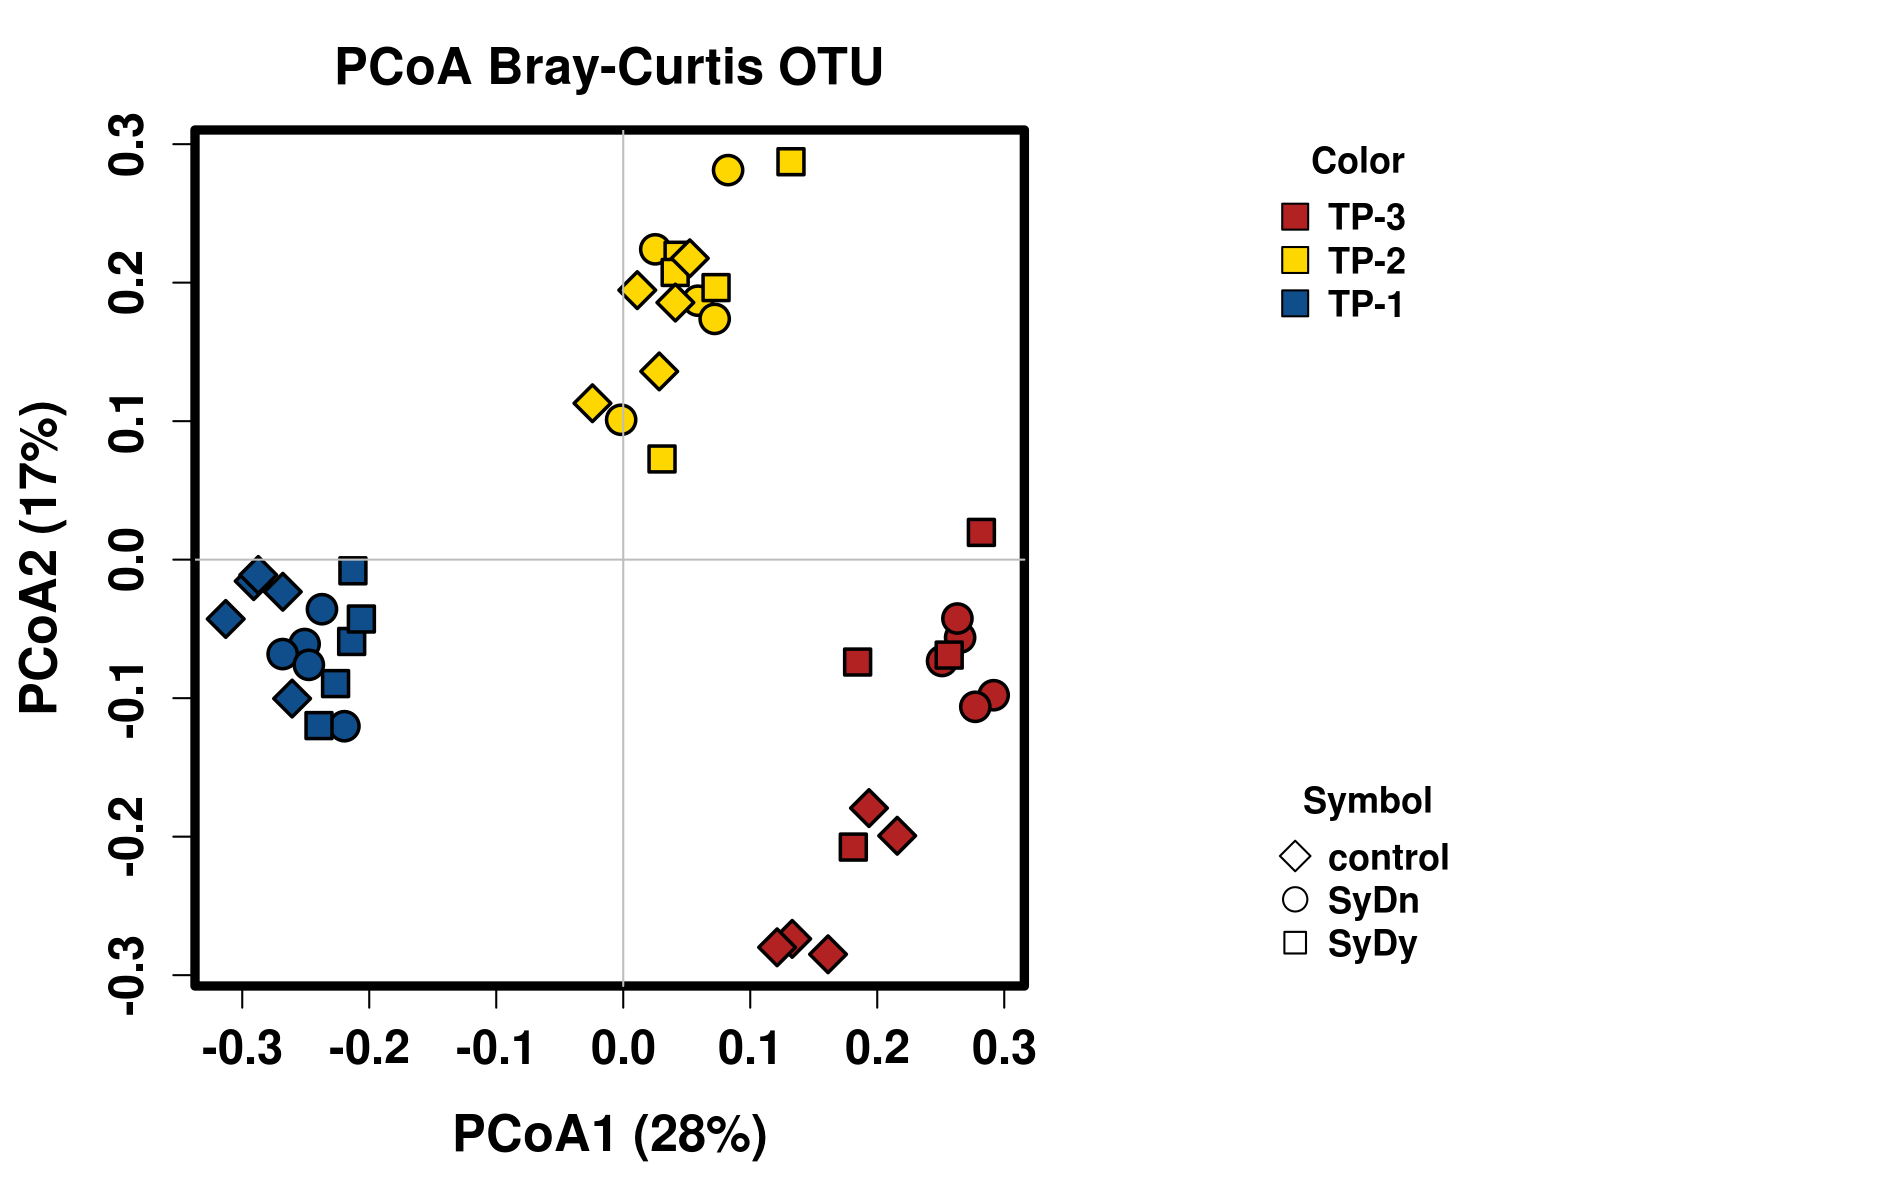 PCoA Bray-Curtis OTU
PCoA2 (17%)
0.3
0.2
0.1
0.0
-0.1
-0.2
-0.3
-0.3 -0.2 -0.1 0.0 0.1 0.2 0.3
PCoA1 (28%)
Color
TP-3
TP-2
TP-1
Symbol
control
SyDn
SyDy